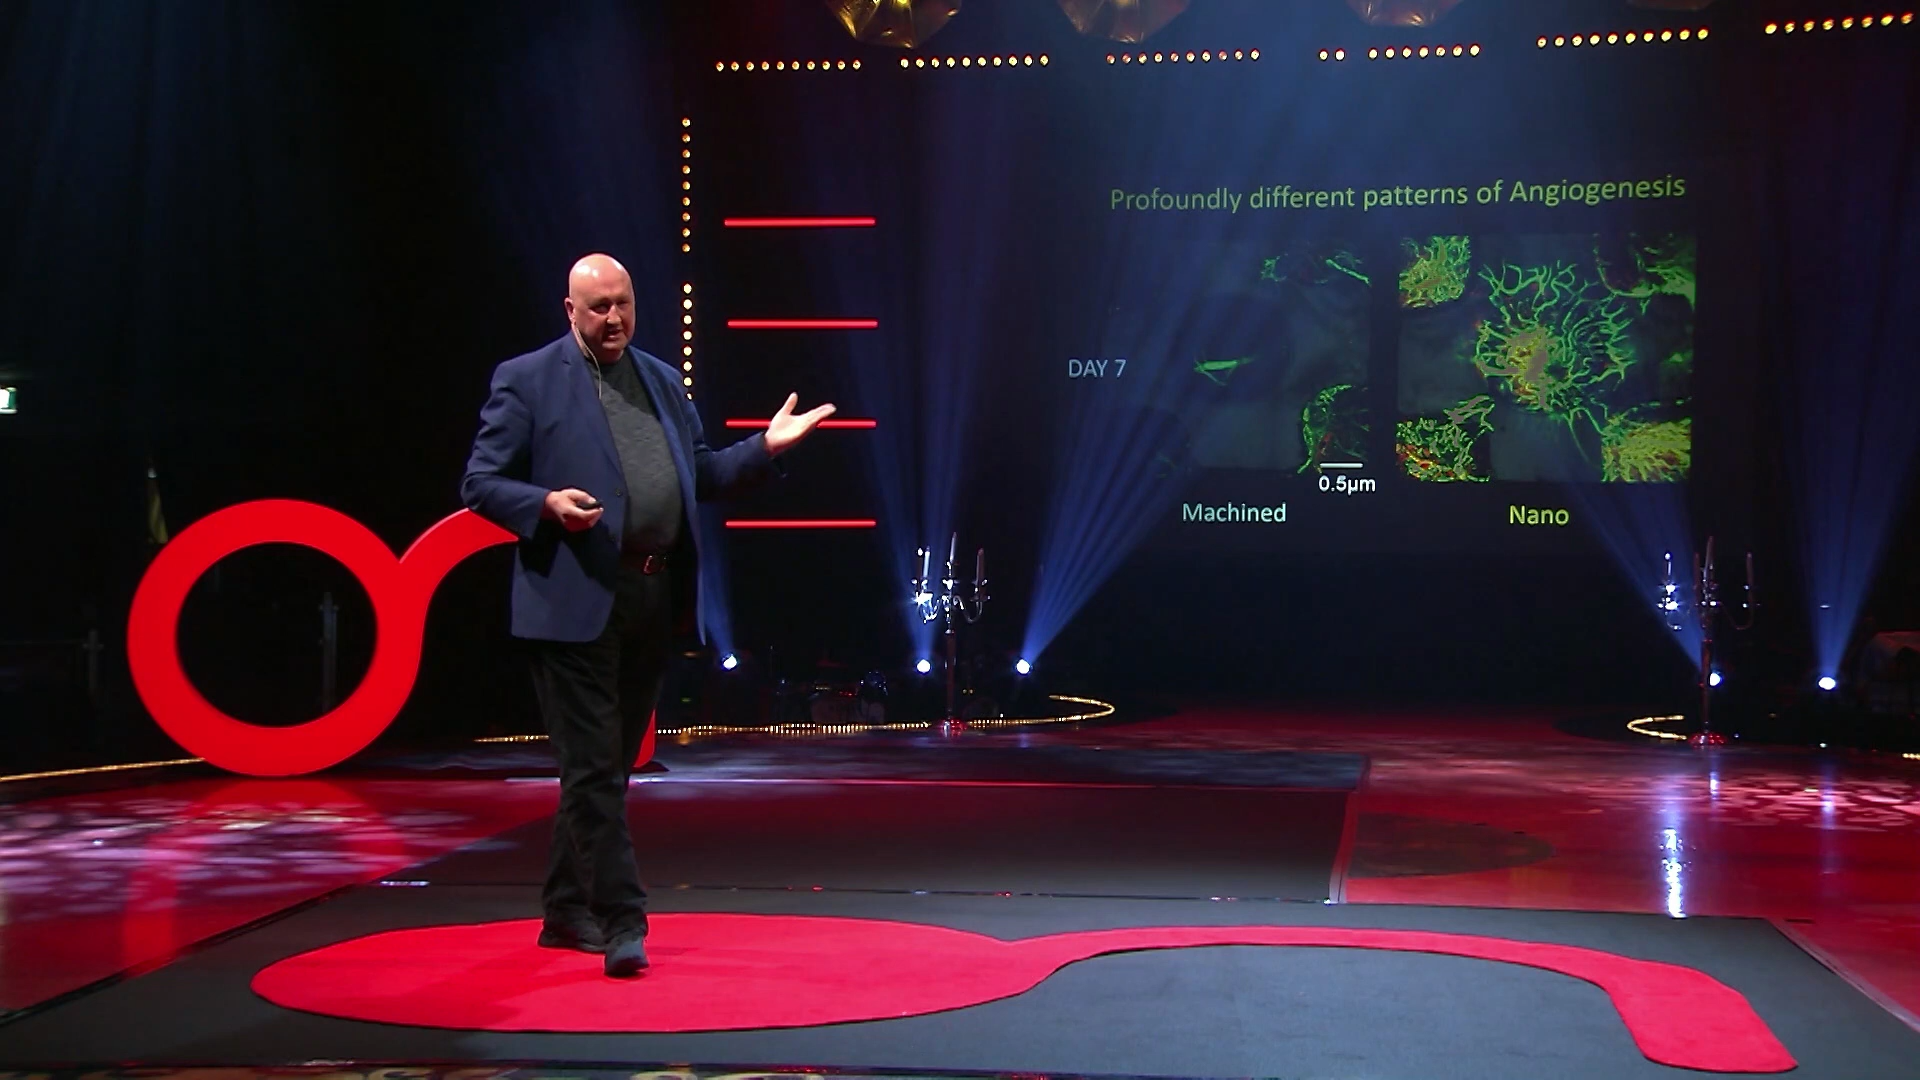 Profoundly different patterns of Angiogenesis
DAY 7
0.5μm
Machined
Nano